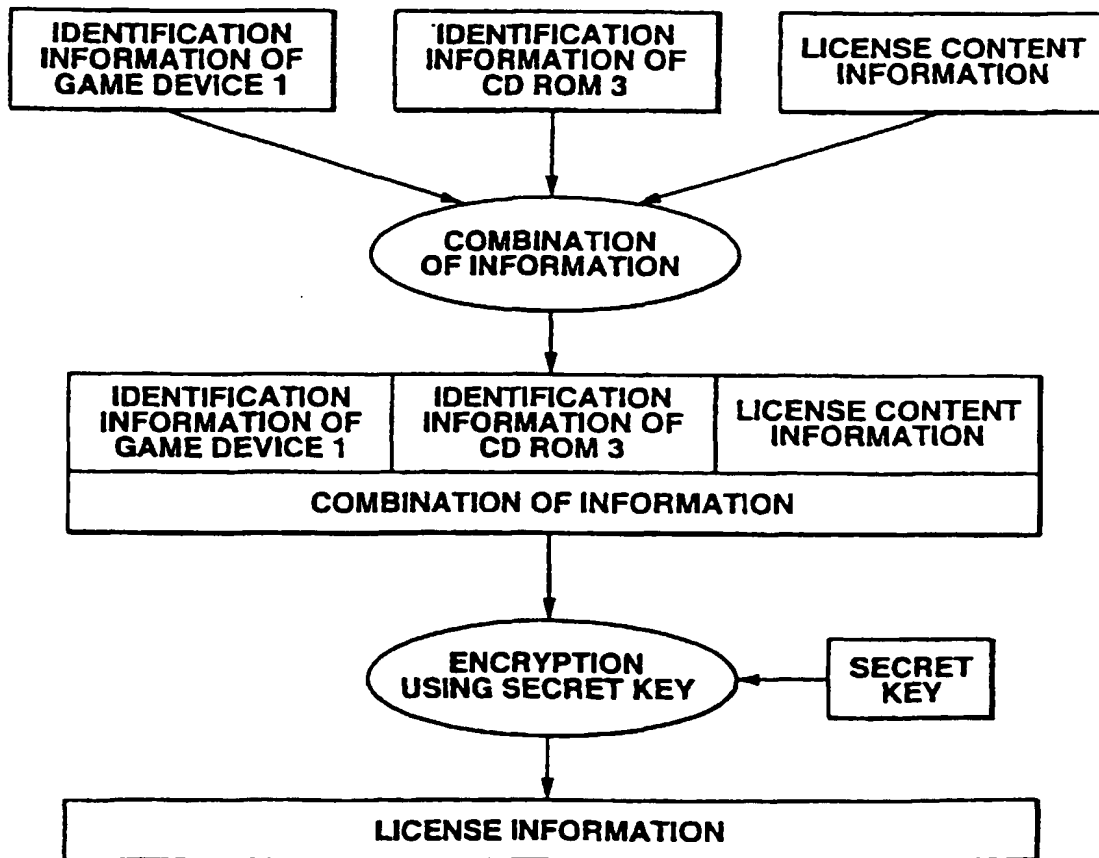 IDENTIFICATION
INFORMATION OF
GAME DEVICE 1
IDENTIFICATION
INFORMATION OF
CD ROM 3
LICENSE CONTENT
INFORMATION
COMBINATION
OF INFORMATION
IDENTIFICATION
INFORMATION OF
GAME DEVICE 1
IDENTIFICATION
INFORMATION OF
CD ROM 3
LICENSE CONTENT
INFORMATION
COMBINATION OF INFORMATION
ENCRYPTION
USING SECRET KEY
SECRET
KEY
LICENSE INFORMATION